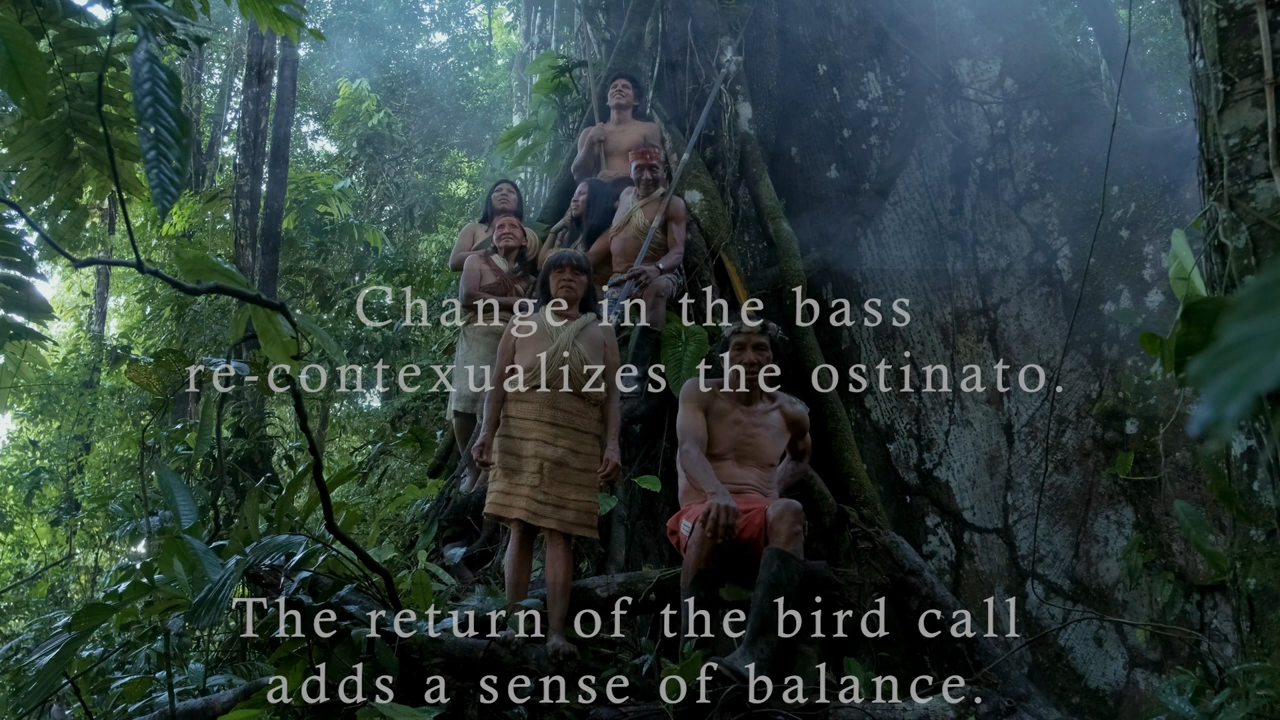 Change in the bass
re-contexualizes the ostinato.
The return of the bird call
adds a sense of balance.